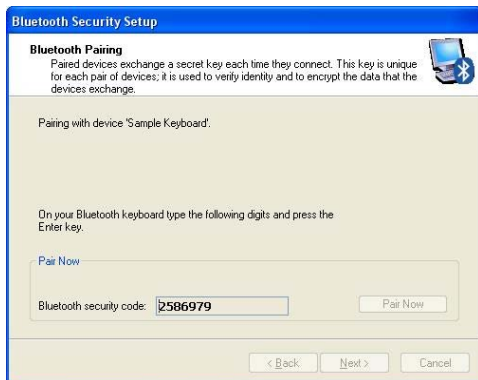 Bluetooth Security Setup
Bluetooth Pairing
Paired devices exchange a secret key each time they connect. This key is unique
for each pair of devices; it is used to verify identity and to encrypt the data that the
devices exchange.
Pairing with device 'Sample Keyboard'.
On your Bluetooth keyboard type the following digits and press the
Enter key.
Pair Now
Bluetooth security code: 2586979 Pair Now
< Back Next > Cancel